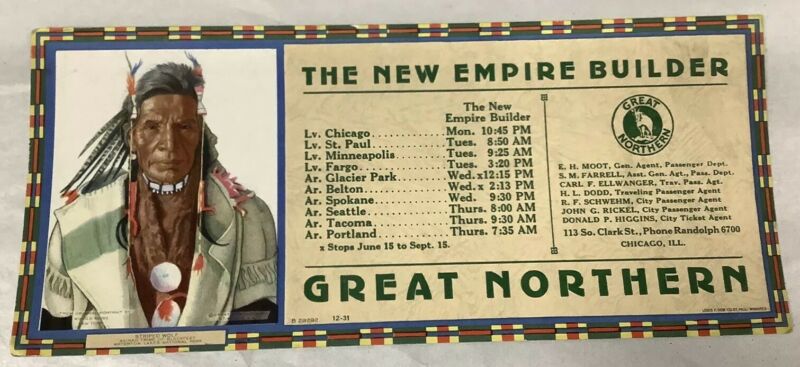 THE NEW EMPIRE BUILDER
The New
Empire Builder
Lv. Chicago.............Mon. 10:45 PM
Lv. St. Paul.............Tues. 8:50 AM
Lv. Minneapolis........Tues. 9:25 AM
Lv. Fargo...............Tues. 3:20 PM
Ar. Glacier Park.......Wed. x12:15 PM
Ar. Belton..............Wed. x 2:13 PM
Ar. Spokane............Wed. 9:30 PM
Ar. Seattle..............Thurs. 8:00 AM
Ar. Tacoma.............Thurs. 9:30 AM
Ar. Portland............Thurs. 7:35 AM
x Stops June 15 to Sept. 15.
GREAT
NORTHERN
E. H. MOOT, Gen. Agent, Passenger Dept.
S. M. FARRELL, Asst. Gen. Agt., Pass. Dept.
CARL F. ELLWANGER, Trav. Pass. Agt.
H. L. DODD, Traveling Passenger Agent
R. F. SCHWEHM, City Passenger Agent
JOHN G. RICKEL, City Passenger Agent
DONALD P. HIGGINS, City Ticket Agent
113 So. Clark St., Phone Randolph 6700
CHICAGO, ILL.
GREAT NORTHERN
12-31
STRIPED WOLF
WATERTON LAKES NATIONAL PARK